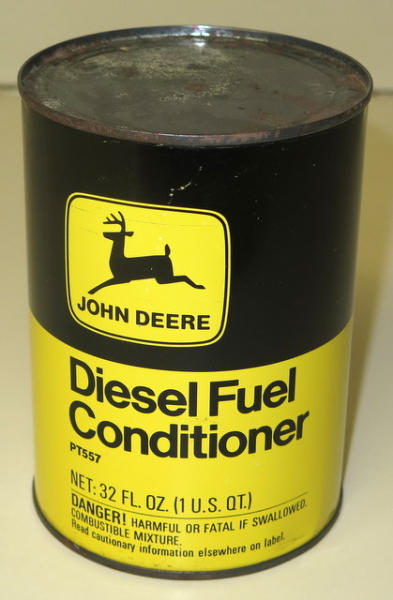 JOHN DEERE
Diesel Fuel
Conditioner
PT557
NET: 32 FL. OZ. (1 U.S. QT.)
DANGER! HARMFUL OR FATAL IF SWALLOWED.
COMBUSTIBLE MIXTURE.
Read cautionary information elsewhere on label.